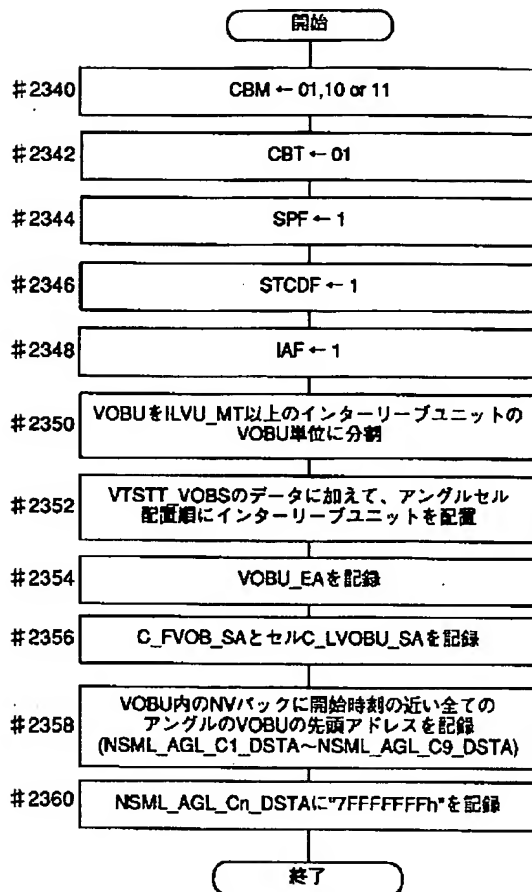 開始
#2340
CBM ← 01,10 or 11
#2342
CBT ← 01
#2344
SPF ← 1
#2346
STCDF ← 1
#2348
IAF ← 1
#2350
VOBUをILVU_MT以上のインターリーブユニットの
VOBU単位に分割
#2352
VTSTT_VOBSのデータに加えて、アングルセル
配置順にインターリーブユニットを配置
#2354
VOBU_EAを記録
#2356
C_FVOB_SAとセルC_LVOBU_SAを記録
#2358
VOBU内のNVパックに開始時刻の近い全ての
アングルのVOBUの先頭アドレスを記録
(NSML_AGL_C1_DSTA～NSML_AGL_C9_DSTA)
#2360
NSML_AGL_Cn_DSTAに"7FFFFFFFh"を記録
終了